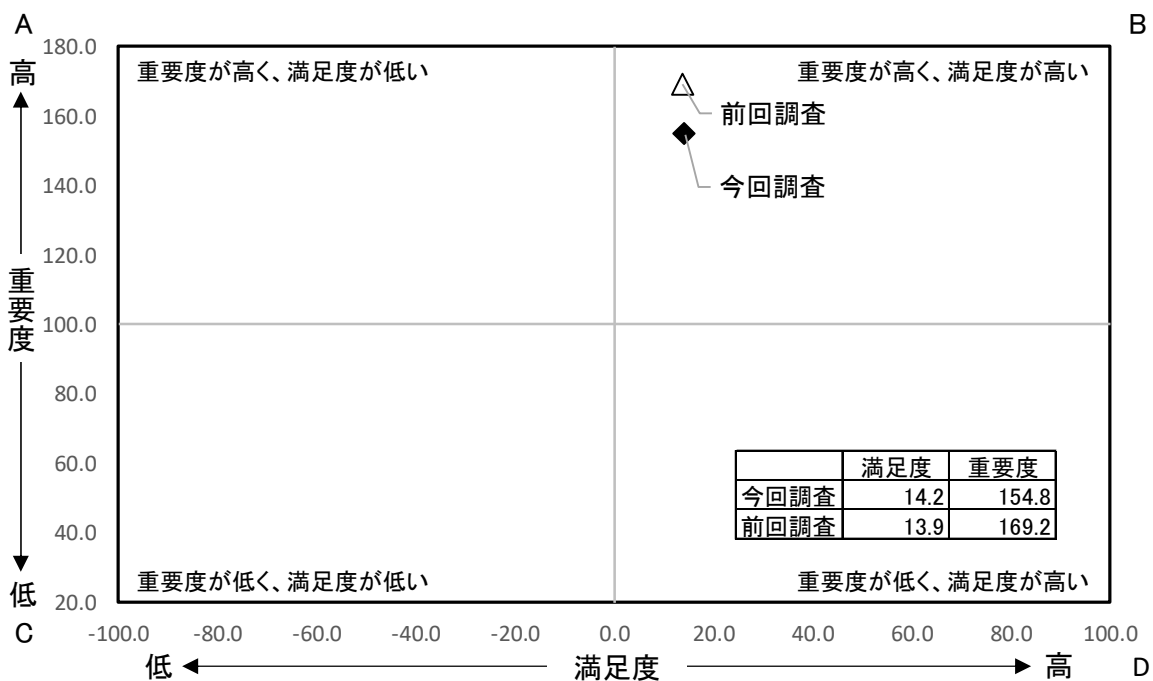 A
B
180.0
高
重要度が高く、満足度が低い
重要度が高く、満足度が高い
160.0
前回調査
140.0
今回調査
120.0
重要度
100.0
80.0
60.0
満足度 重要度
今回調査 14.2 154.8
40.0
前回調査 13.9 169.2
低
重要度が低く、満足度が低い
重要度が低く、満足度が高い
20.0
C
-100.0 -80.0 -60.0 -40.0 -20.0 0.0 20.0 40.0 60.0 80.0 100.0
低 満足度 高
D